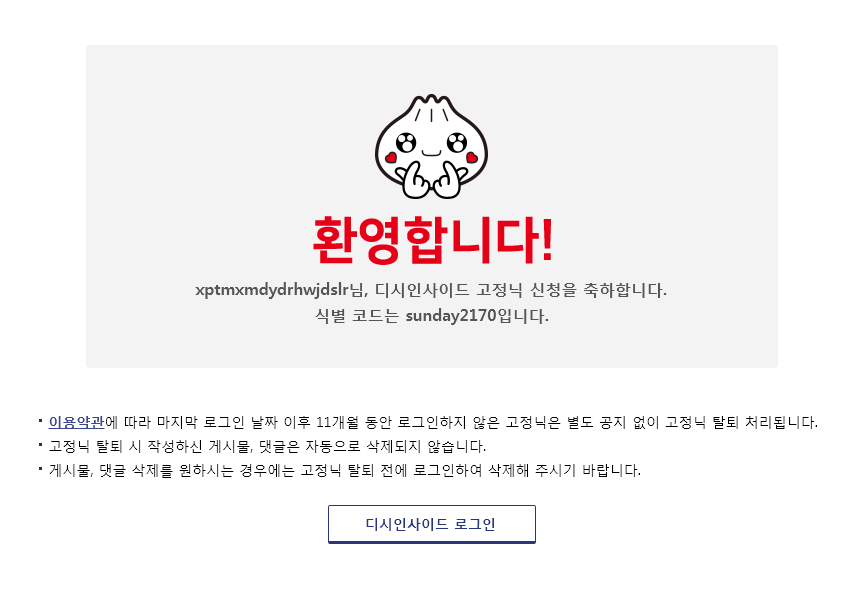 환영합니다!
xptmxmdydrhwjdslr님, 디시인사이드 고정닉 신청을 축하합니다.
식별 코드는 sunday2170입니다.
이용약관에 따라 마지막 로그인 날짜 이후 11개월 동안 로그인하지 않은 고정닉은 별도 공지 없이 고정닉 탈퇴 처리됩니다.
고정닉 탈퇴 시 작성하신 게시물, 댓글은 자동으로 삭제되지 않습니다.
게시물, 댓글 삭제를 원하시는 경우에는 고정닉 탈퇴 전에 로그인하여 삭제해 주시기 바랍니다.
디시인사이드 로그인